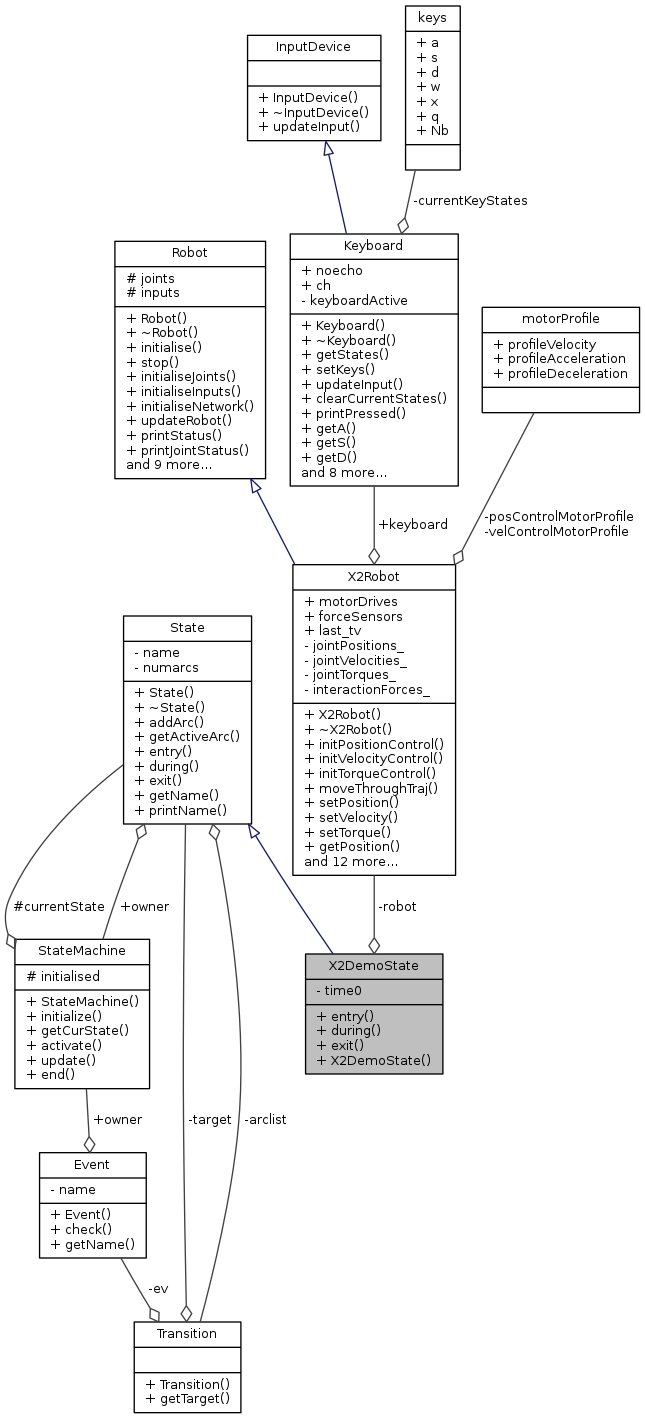 keys
+ a
+ s
+ d
+ w
+ x
+ q
+ Nb
InputDevice
+ InputDevice()
+ ~InputDevice()
+ updateInput()
-currentKeyStates
Robot
# joints
# inputs
+ Robot()
+ ~Robot()
+ initialise()
+ stop()
+ initialiseJoints()
+ initialiseInputs()
+ initialiseNetwork()
+ updateRobot()
+ printStatus()
+ printJointStatus()
and 9 more...
Keyboard
+ noecho
+ ch
- keyboardActive
+ Keyboard()
+ ~Keyboard()
+ getStates()
+ setKeys()
+ updateInput()
+ clearCurrentStates()
+ printPressed()
+ getA()
+ getS()
+ getD()
and 8 more...
motorProfile
+ profileVelocity
+ profileAcceleration
+ profileDeceleration
+keyboard
-posControlMotorProfile
-velControlMotorProfile
X2Robot
+ motorDrives
+ forceSensors
+ last_tv
- jointPositions_
- jointVelocities_
- jointTorques_
- interactionForces_
+ X2Robot()
+ ~X2Robot()
+ initPositionControl()
+ initVelocityControl()
+ initTorqueControl()
+ moveThroughTraj()
+ setPosition()
+ setVelocity()
+ setTorque()
+ getPosition()
and 12 more...
State
- name
- numarcs
+ State()
+ ~State()
+ addArc()
+ getActiveArc()
+ entry()
+ during()
+ exit()
+ getName()
+ printName()
#currentState
+owner
-robot
StateMachine
# initialised
+ StateMachine()
+ initialize()
+ getCurState()
+ activate()
+ update()
+ end()
X2DemoState
- time0
+ entry()
+ during()
+ exit()
+ X2DemoState()
+owner
-target
-arclist
Event
- name
+ Event()
+ check()
+ getName()
-ev
Transition
+ Transition()
+ getTarget()